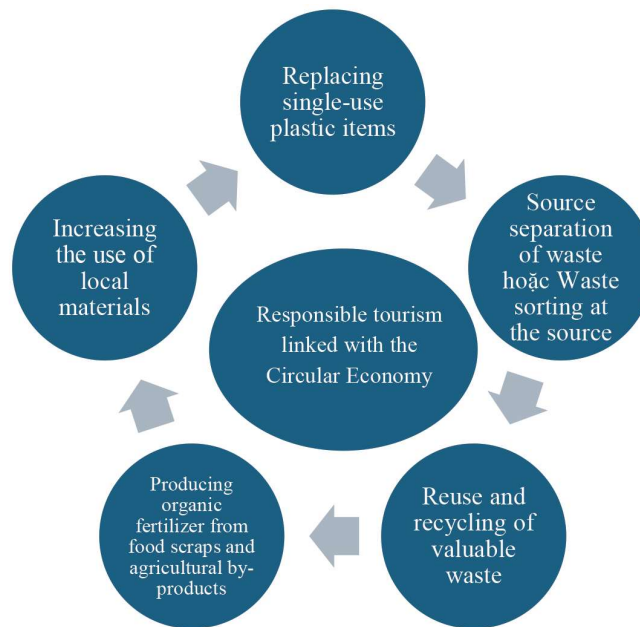 Replacing
single-use
plastic items
Source
separation
of waste
hoặc Waste
sorting at
the source
Reuse and
recycling of
valuable
waste
Producing
organic
fertilizer from
food scraps and
agricultural by-
products
Increasing
the use of
local
materials
Responsible tourism
linked with the
Circular Economy